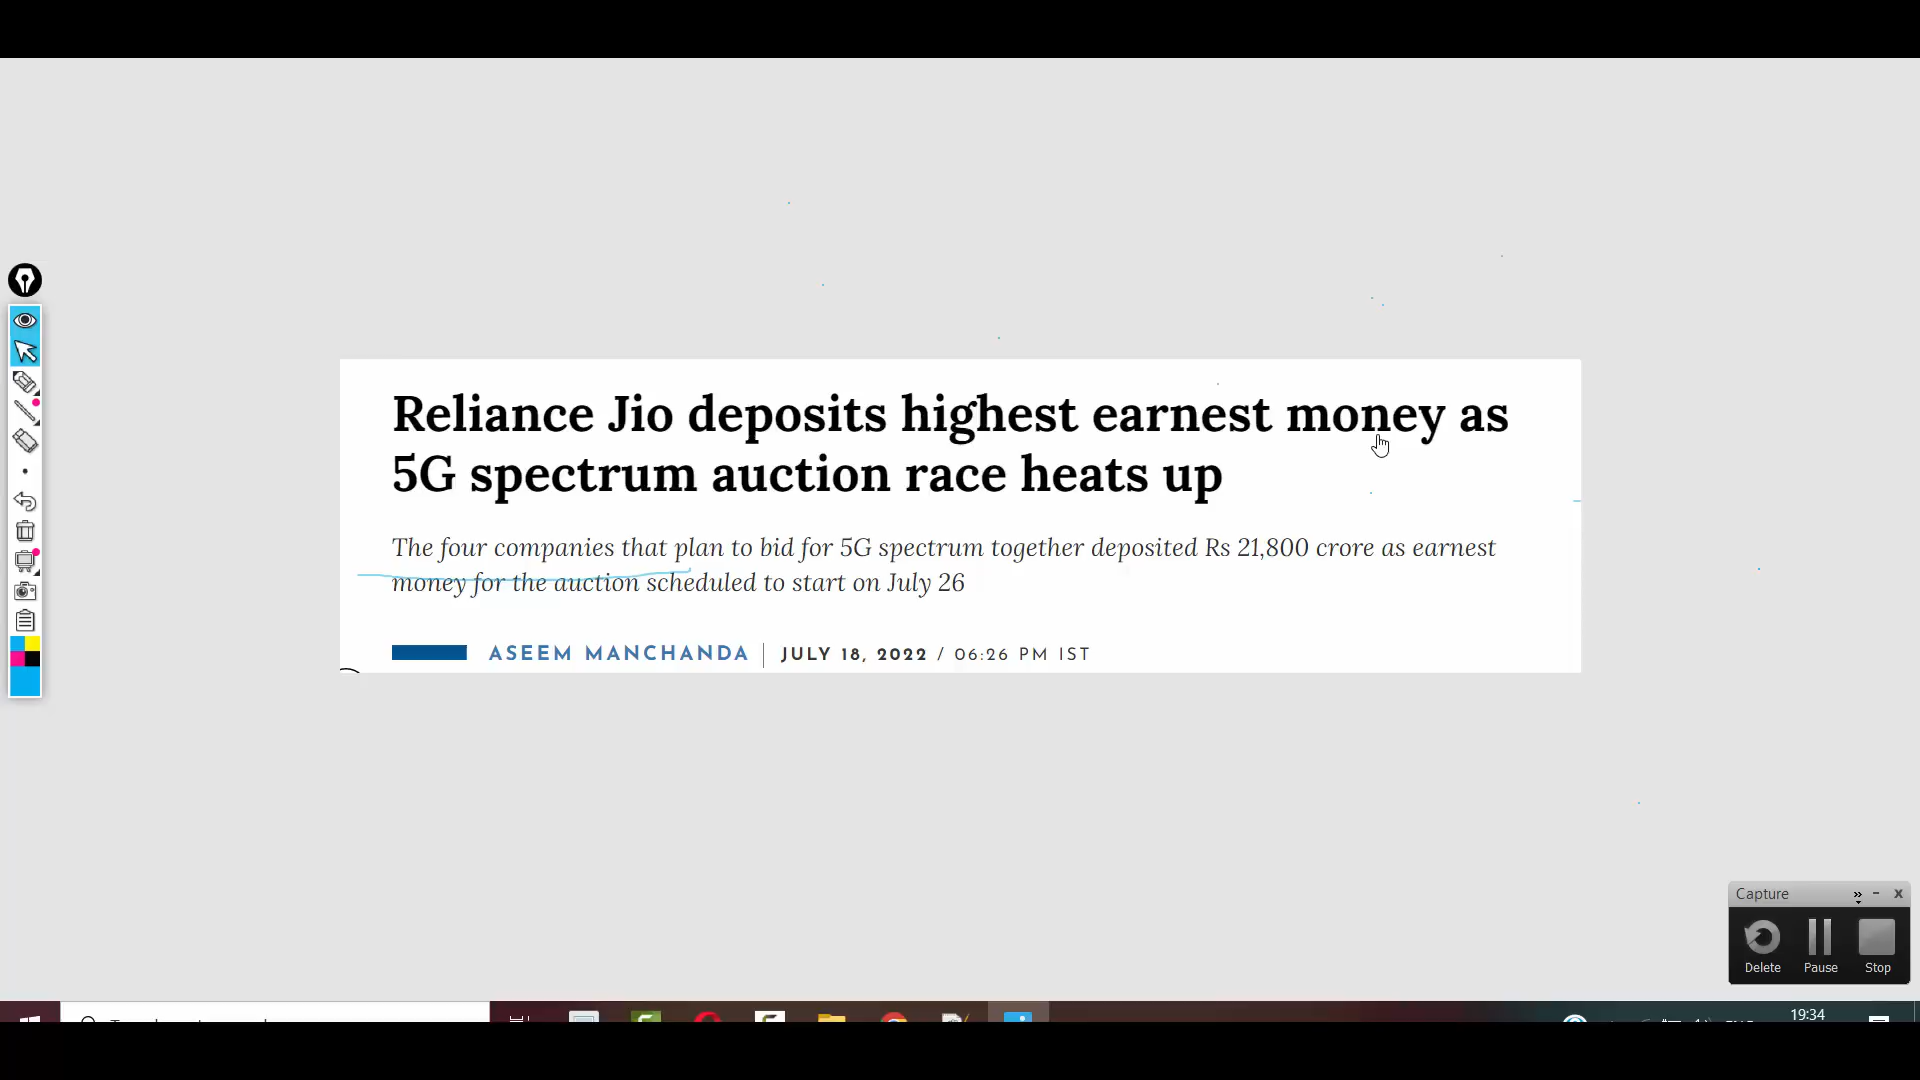 Reliance Jio deposits highest earnest money as
5G spectrum auction race heats up
The four companies that plan to bid for 5G spectrum together deposited Rs 21,800 crore as earnest
money for the auction scheduled to start on July 26
ASEEM MANCHANDA | JULY 18, 2022 / 06:26 PM IST
Capture
Delete Pause Stop
19:34